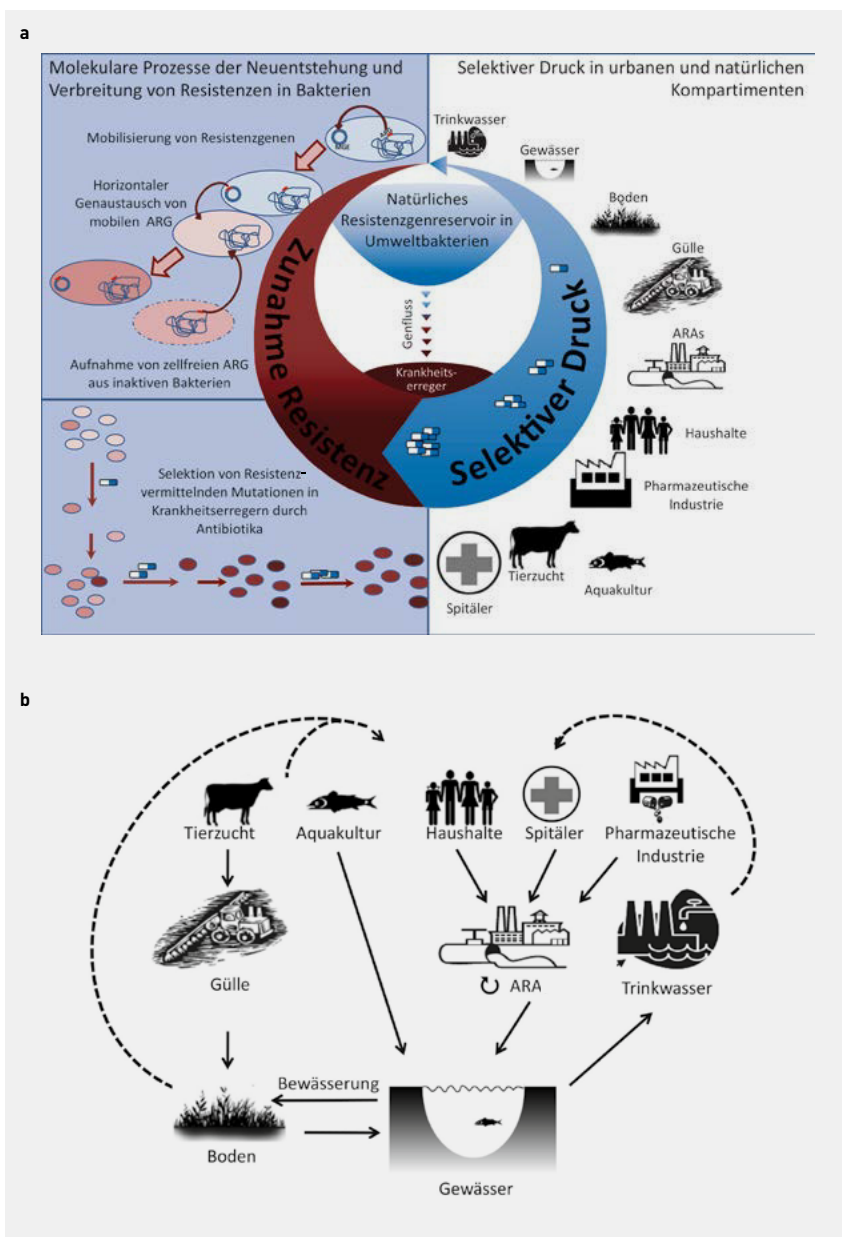 a
Molekulare Prozesse der Neuentstehung und
Verbreitung von Resistenzen in Bakterien
Mobilisierung von Resistenzgenen
MGE
ARG
Horizontaler
Genaustausch von
mobilen ARG
Aufnahme von zellfreien ARG
aus inaktiven Bakterien
Selektion von Resistenz-
vermittelnden Mutationen in
Krankheitserregern durch
Antibiotika
Zunahme Resistenz
Natürliches
Resistenzgenreservoir in
Umweltbakterien
Genfluss
Krankheits-
erreger
Selektiver Druck
Selektiver Druck in urbanen und natürlichen
Kompartimenten
Trinkwasser
Gewässer
Boden
Gülle
ARAs
Haushalte
Pharmazeutische
Industrie
Tierzucht
Aquakultur
Spitäler
b
Tierzucht
Aquakultur
Haushalte
Spitäler
Pharmazeutische
Industrie
Gülle
ARA
Trinkwasser
Bewässerung
Boden
Gewässer